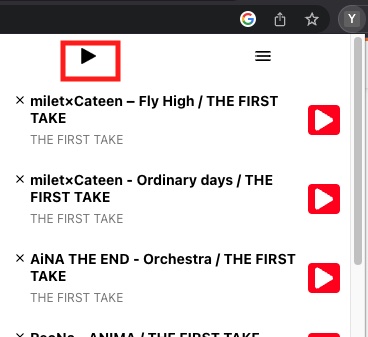 Y
× milet×Cateen – Fly High / THE FIRST
TAKE
THE FIRST TAKE
× milet×Cateen - Ordinary days / THE
FIRST TAKE
THE FIRST TAKE
× AiNA THE END - Orchestra / THE FIRST
TAKE
THE FIRST TAKE
ReoNa - ANIMA / THE FIRST TAKE